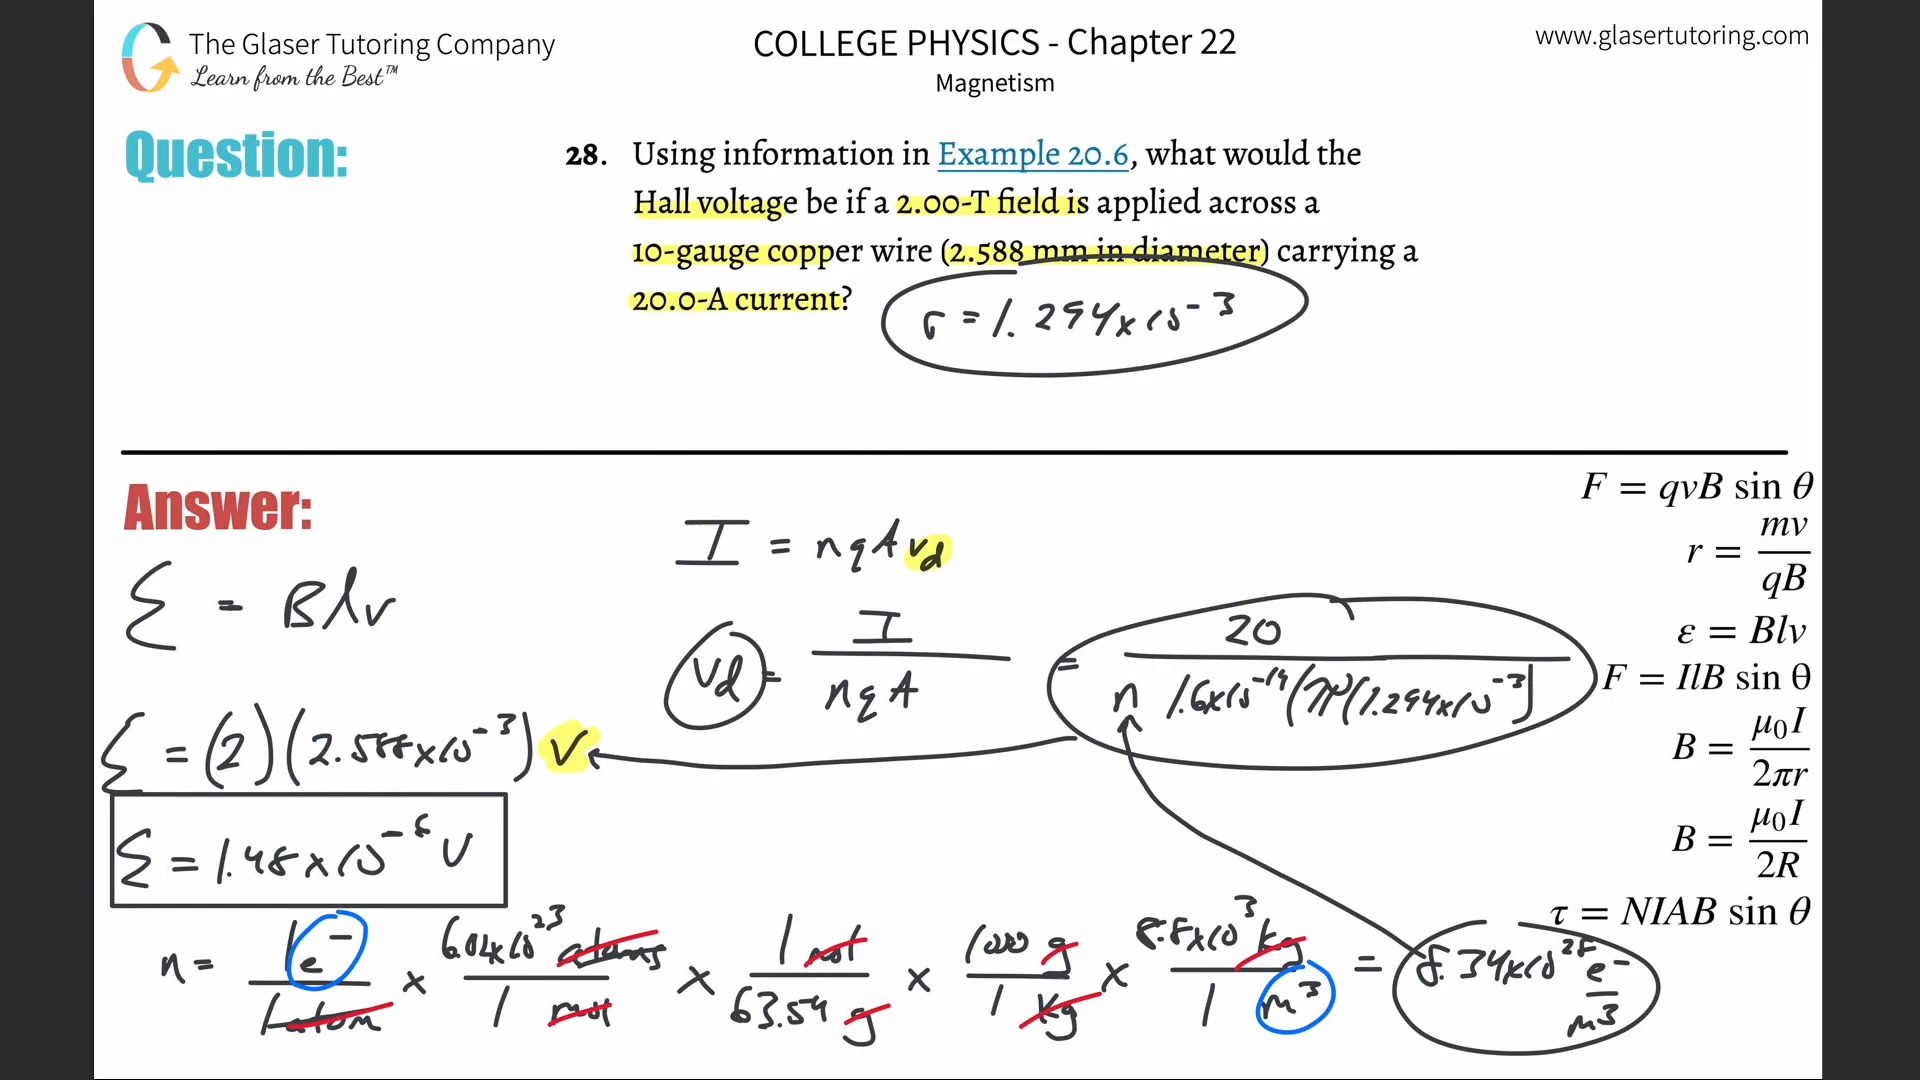 The Glaser Tutoring Company
Learn from the Best™
COLLEGE PHYSICS - Chapter 22
Magnetism
www.glasertutoring.com
Question:
28. Using information in Example 20.6, what would the
Hall voltage be if a 2.00-T field is applied across a
10-gauge copper wire (2.588 mm in diameter) carrying a
20.0-A current?
r = 1.294x10⁻³
Answer:
I = nqAvd
ε = Blv
vd = I / nqA = 20 / n 1.6x10⁻¹⁹(π)(1.294x10⁻³)
ε = (2)(2.588x10⁻³)v
ε = 1.48x10⁻⁶ V
n = 1e⁻ / 1 atom x 6.02x10²³ atoms / 1 mol x 1 mol / 63.54 g x 1000 g / 1 kg x 8.8x10³ kg / 1 m³ = 8.34x10²⁸ e⁻ / m³
F = qvB sin θ
r = mv / qB
ε = Blv
F = IlB sin θ
B = μ₀I / 2πr
B = μ₀I / 2R
τ = NIAB sin θ